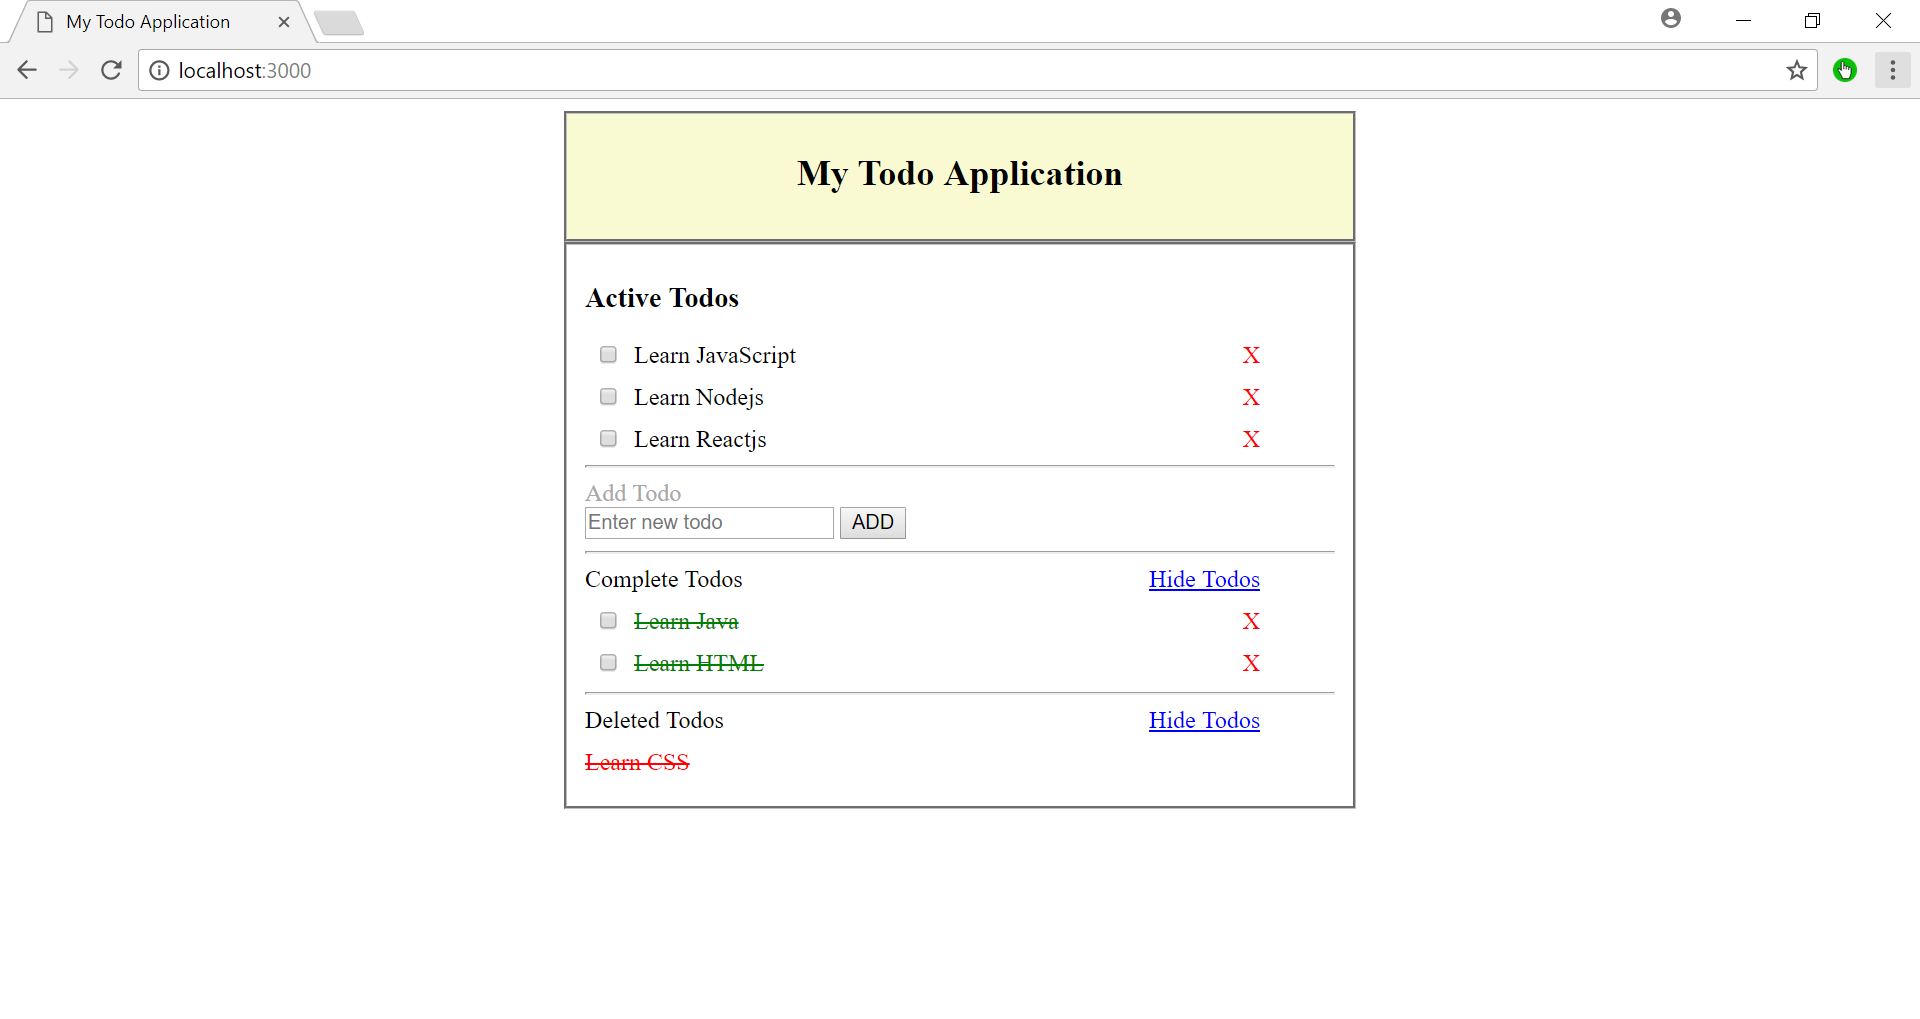 My Todo Application
localhost:3000
My Todo Application
Active Todos
Learn JavaScript X
Learn Nodejs X
Learn Reactjs X
Add Todo
Enter new todo ADD
Complete Todos Hide Todos
Learn Java X
Learn HTML X
Deleted Todos Hide Todos
Learn CSS